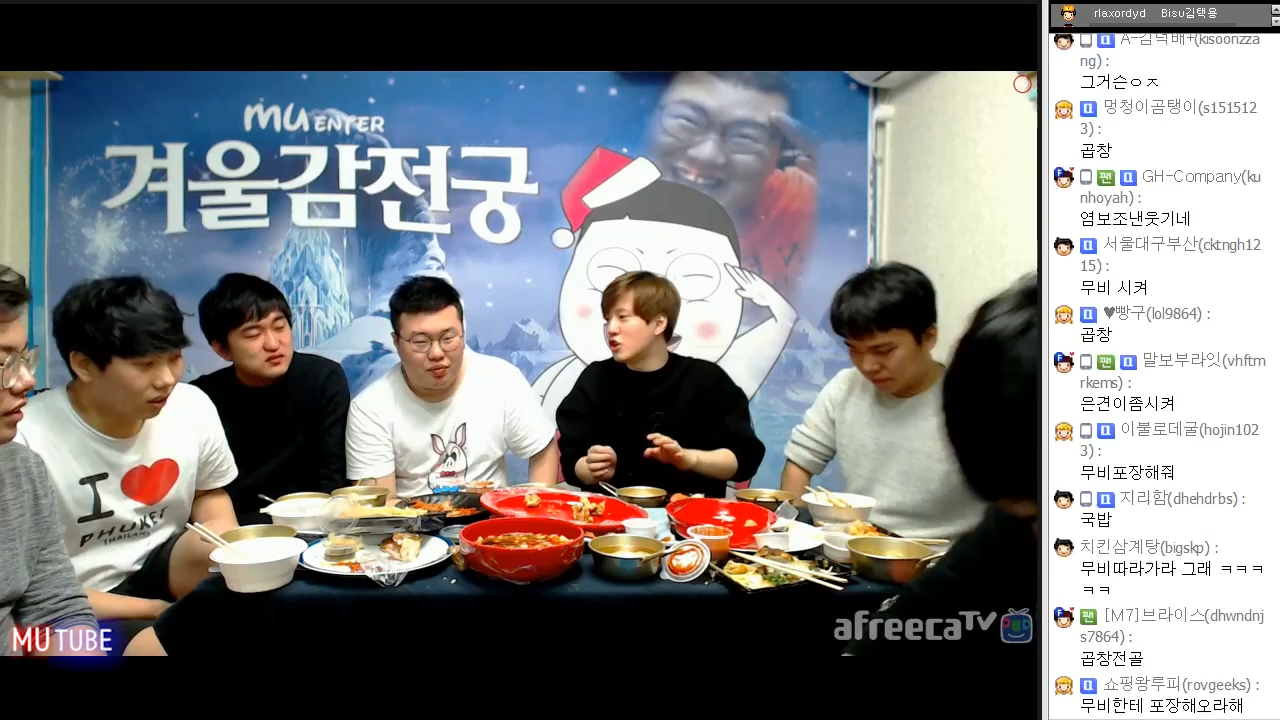 MU ENTER
겨울감전궁
I ❤
PHUKET
THAILAND
MU TUBE
afreecaTV
rlaxordyd Bisu김택용
A-김덕배+(kisoonzza
ng) :
그거슨ㅇㅈ
멍청이곰탱이(s151512
3) :
곱창
팬 GH-Company(ku
nhoyah) :
염보조낸웃기네
서울대구부산(cktngh12
15) :
무비 시켜
♥빵구(lol9864) :
곱창
팬 말보부라잇(vhftm
rkems) :
은견이좀시켜
이불로데굴(hojin102
3) :
무비포장해줘
지리함(dhendrbs) :
국밥
치킨삼계탕(bigskp) :
무비따라가라 그래 ㅋㅋㅋ
ㅋㅋ
팬 [M7]브라이스(dhwndnj
s7864) :
곱창전골
쇼핑왕루피(rovgeeks) :
무비한테 포장해오라해